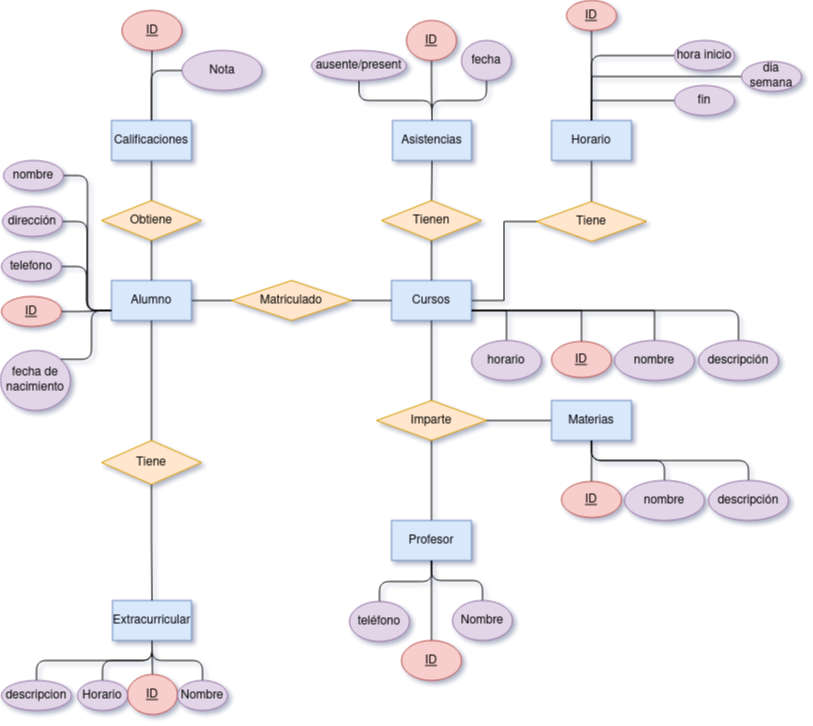 ID
Nota
Calificaciones
ausente/present
ID
fecha
Asistencias
ID
hora inicio
dia
semana
fin
Horario
nombre
dirección
telefono
ID
fecha de
nacimiento
Obtiene
Tienen
Tiene
Alumno
Matriculado
Cursos
horario
ID
nombre
descripción
Imparte
Materias
ID
nombre
descripción
Tiene
Profesor
teléfono
ID
Nombre
Extracurricular
descripcion
Horario
ID
Nombre